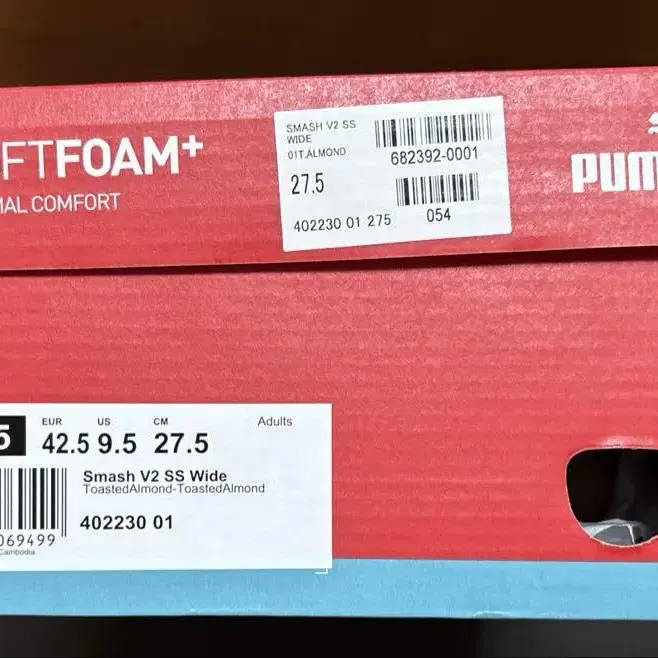 FTFOAM+
MAL COMFORT
SMASH V2 SS
WIDE
01T.ALMOND
682392-0001
27.5
402230 01 275
054
PUM
5
EUR US CM Adults
42.5 9.5 27.5
Smash V2 SS Wide
ToastedAlmond-ToastedAlmond
402230 01
069499
Cambodia